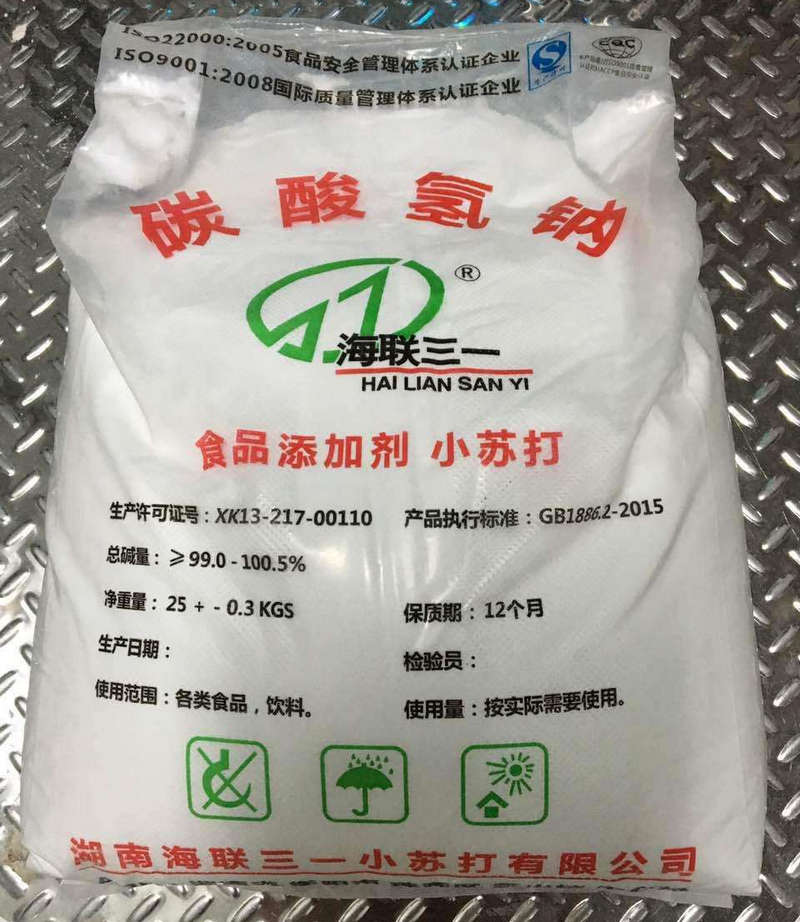 ISO22000:2005食品安全管理体系认证企业
ISO9001:2008国际质量管理体系认证企业
碳酸氢钠
®
海联三一
HAI LIAN SAN YI
食品添加剂 小苏打
生产许可证号：XK13-217-00110 产品执行标准：GB1886.2-2015
总碱量：≥99.0-100.5%
净重量：25 + - 0.3 KGS 保质期：12个月
生产日期： 检验员：
使用范围：各类食品，饮料。 使用量：按实际需要使用。
湖南海联三一小苏打有限公司